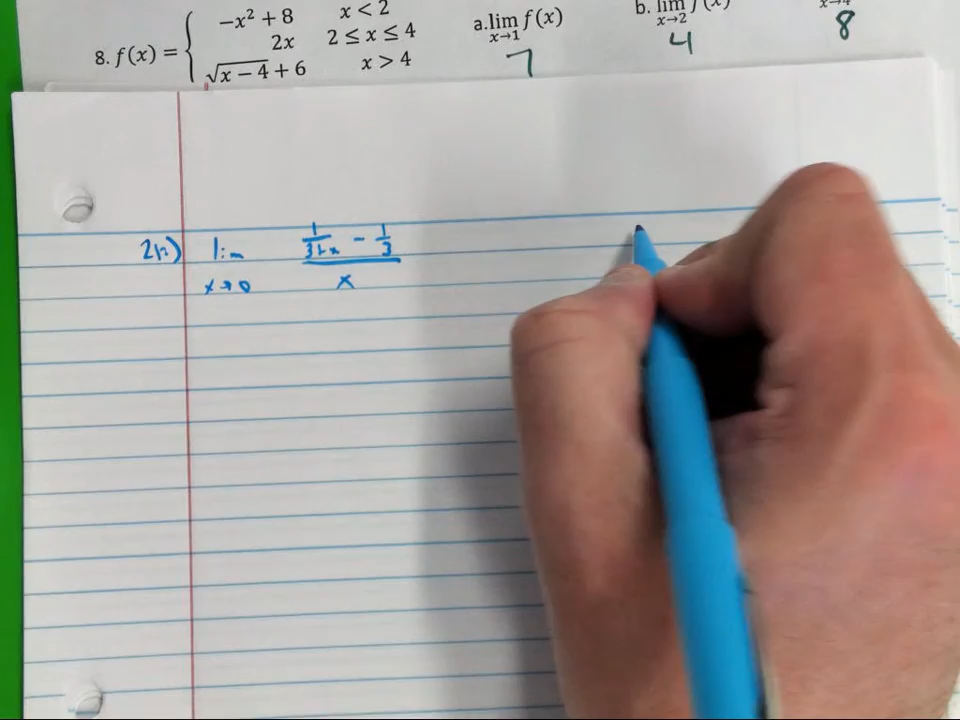 8. f(x) = { −x² + 8 x < 2
2x 2 ≤ x ≤ 4
√(x − 4) + 6 x > 4
a. lim x→1 f(x)
7
b. lim x→2 f(x)
4
x→4
8
lim x→0 (1/(3+x) - 1/3)/x